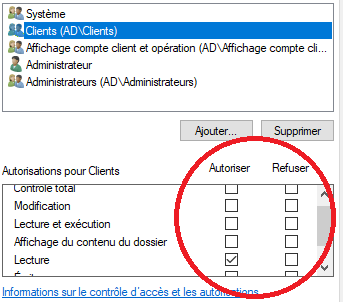 Système
Clients (AD\Clients)
Affichage compte client et opération (AD\Affichage compte cli...
Administrateur
Administrateurs (AD\Administrateurs)
Ajouter... Supprimer
Autorisations pour Clients Autoriser Refuser
Contrôle total
Modification
Lecture et exécution
Affichage du contenu du dossier
Lecture
Informations sur le contrôle d'accès et les autorisations